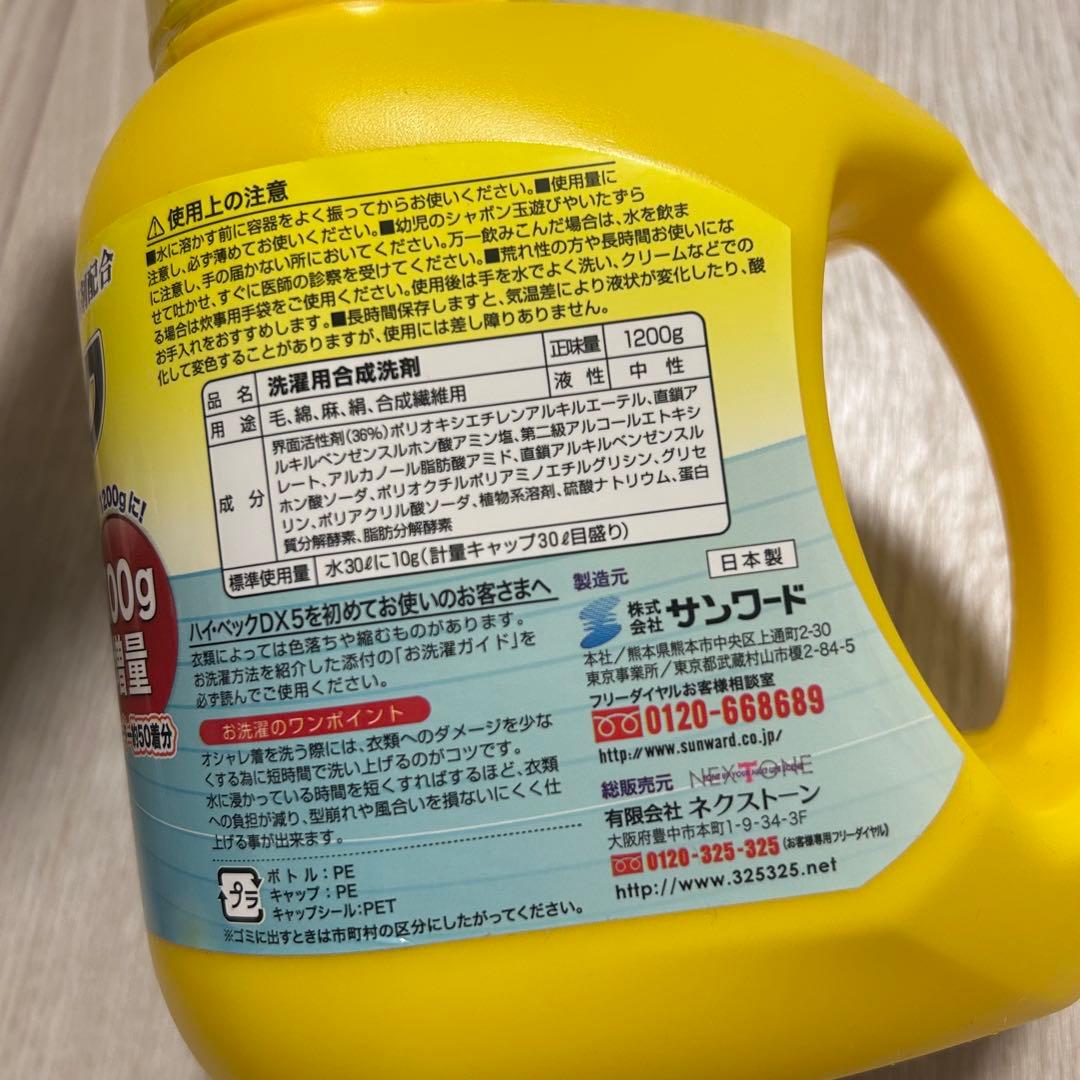 剤配合
1200gに!
00g
増量
約50着分
⚠使用上の注意
■水に溶かす前に容器をよく振ってからお使いください。■使用量に
注意し、必ず薄めてお使いください。■幼児のシャボン玉遊びやいたずら
に注意し、手の届かない所においてください。万一飲みこんだ場合は、水を飲ま
せて吐かせ、すぐに医師の診察を受けてください。■荒れ性の方や長時間お使いにな
る場合は炊事用手袋をご使用ください。使用後は手を水でよく洗い、クリームなどでの
お手入れをおすすめします。■長時間保存しますと、気温差により液状が変化したり、酸
化して変色することがありますが、使用には差し障りありません。
品名 洗濯用合成洗剤 正味量 1200g
用途 毛、綿、麻、絹、合成繊維用 液性 中性
成分 界面活性剤(36%)ポリオキシエチレンアルキルエーテル、直鎖ア
ルキルベンゼンスルホン酸アミン塩、第二級アルコールエトキシ
レート、アルカノール脂肪酸アミド、直鎖アルキルベンゼンスル
ホン酸ソーダ、ポリオクチルポリアミノエチルグリシン、グリセ
リン、ポリアクリル酸ソーダ、植物系溶剤、硫酸ナトリウム、蛋白
質分解酵素、脂肪分解酵素
標準使用量 水30ℓに10g(計量キャップ30ℓ目盛り)
ハイ・ベックDX5を初めてお使いのお客さまへ
衣類によっては色落ちや縮むものがあります。
お洗濯方法を紹介した添付の「お洗濯ガイド」を
必ず読んでご使用ください。
お洗濯のワンポイント
オシャレ着を洗う際には、衣類へのダメージを少な
くする為に短時間で洗い上げるのがコツです。
水に浸かっている時間を短くすればするほど、衣類
への負担が減り、型崩れや風合いを損ないにくく仕
上げる事が出来ます。
プラ
ボトル:PE
キャップ:PE
キャップシール:PET
※ゴミに出すときは市町村の区分にしたがってください。
日本製
製造元
株式会社 サンワード
本社/熊本県熊本市中央区上通町2-30
東京事業所/東京都武蔵村山市榎2-84-5
フリーダイヤルお客様相談室
0120-668689
http://www.sunward.co.jp/
総販売元 NEXTONE
有限会社 ネクストーン
大阪府豊中市本町1-9-34-3F
0120-325-325(お客様専用フリーダイヤル)
http://www.325325.net